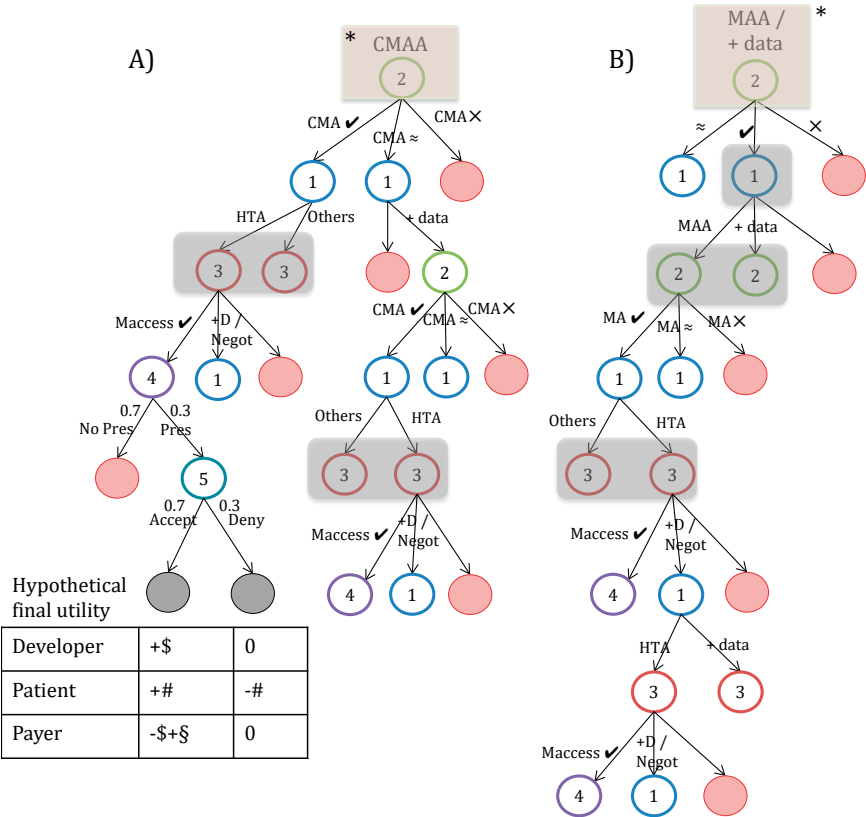 A)
* CMAA
2
CMA ✔ CMA ≈ CMA ✕
1 1
HTA Others + data
3 3 2
Maccess ✔ +D /
Negot
CMA ✔ CMA ≈ CMA ✕
4 1 1 1
0.7 0.3
No Pres Pres
Others HTA
5 3 3
0.7 0.3
Accept Deny
Maccess ✔ +D /
Negot
4 1
Hypothetical
final utility
Developer +$ 0
Patient +# -#
Payer -$+§ 0
B)
MAA / *
+ data
2
≈ ✔ ✕
1 1
MAA + data
2 2
MA ✔ MA ≈ MA ✕
1 1
Others HTA
3 3
Maccess ✔ +D /
Negot
4 1
HTA + data
3 3
Maccess ✔ +D /
Negot
4 1